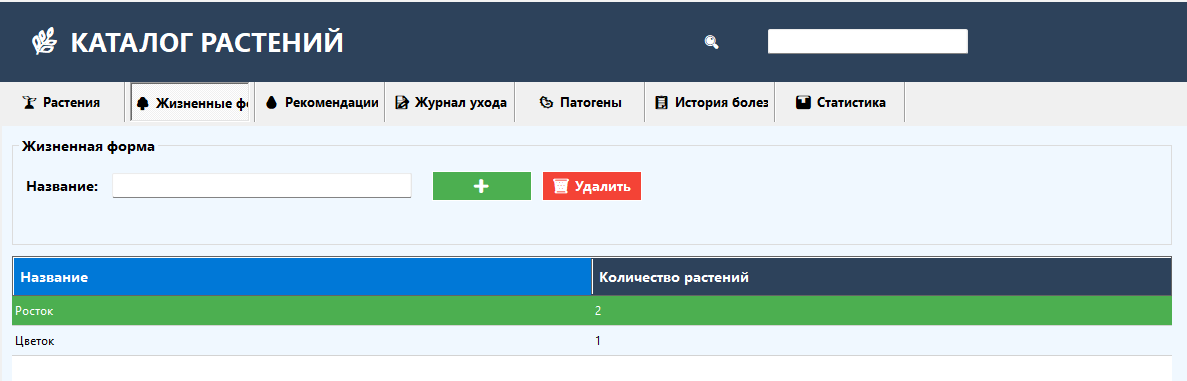 КАТАЛОГ РАСТЕНИЙ
Растения Жизненные фо Рекомендации Журнал ухода Патогены История болез Статистика
Жизненная форма
Название: + Удалить
Название Количество растений
Росток 2
Цветок 1